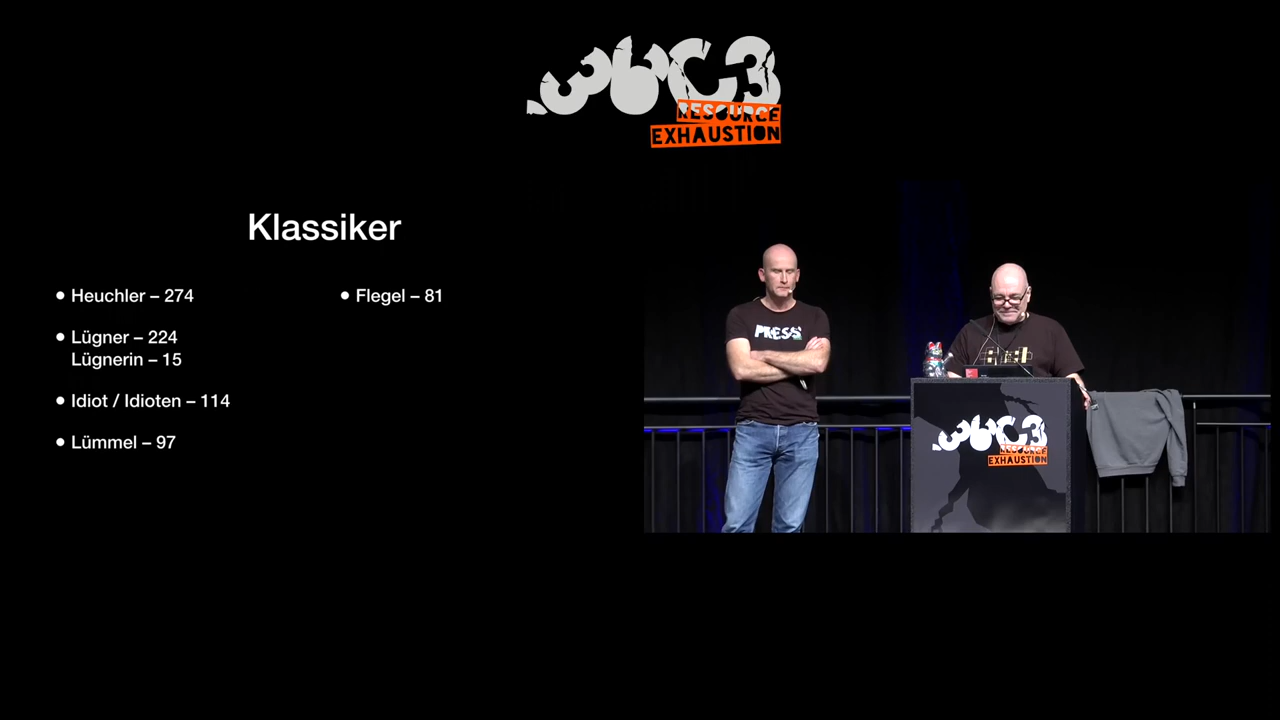 36C3
RESOURCE
EXHAUSTION
Klassiker
• Heuchler – 274
• Lügner – 224
Lügnerin – 15
• Idiot / Idioten – 114
• Lümmel – 97
• Flegel – 81
PRESS
36C3
RESOURCE
EXHAUSTION